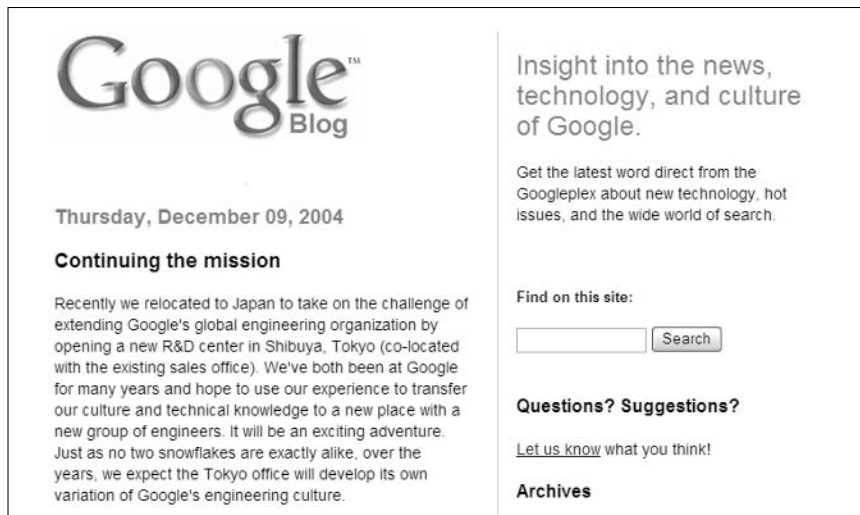 Google™
Blog
Thursday, December 09, 2004
Continuing the mission
Recently we relocated to Japan to take on the challenge of
extending Google's global engineering organization by
opening a new R&D center in Shibuya, Tokyo (co-located
with the existing sales office). We've both been at Google
for many years and hope to use our experience to transfer
our culture and technical knowledge to a new place with a
new group of engineers. It will be an exciting adventure.
Just as no two snowflakes are exactly alike, over the
years, we expect the Tokyo office will develop its own
variation of Google's engineering culture.
Insight into the news,
technology, and culture
of Google.
Get the latest word direct from the
Googleplex about new technology, hot
issues, and the wide world of search.
Find on this site:
Search
Questions? Suggestions?
Let us know what you think!
Archives